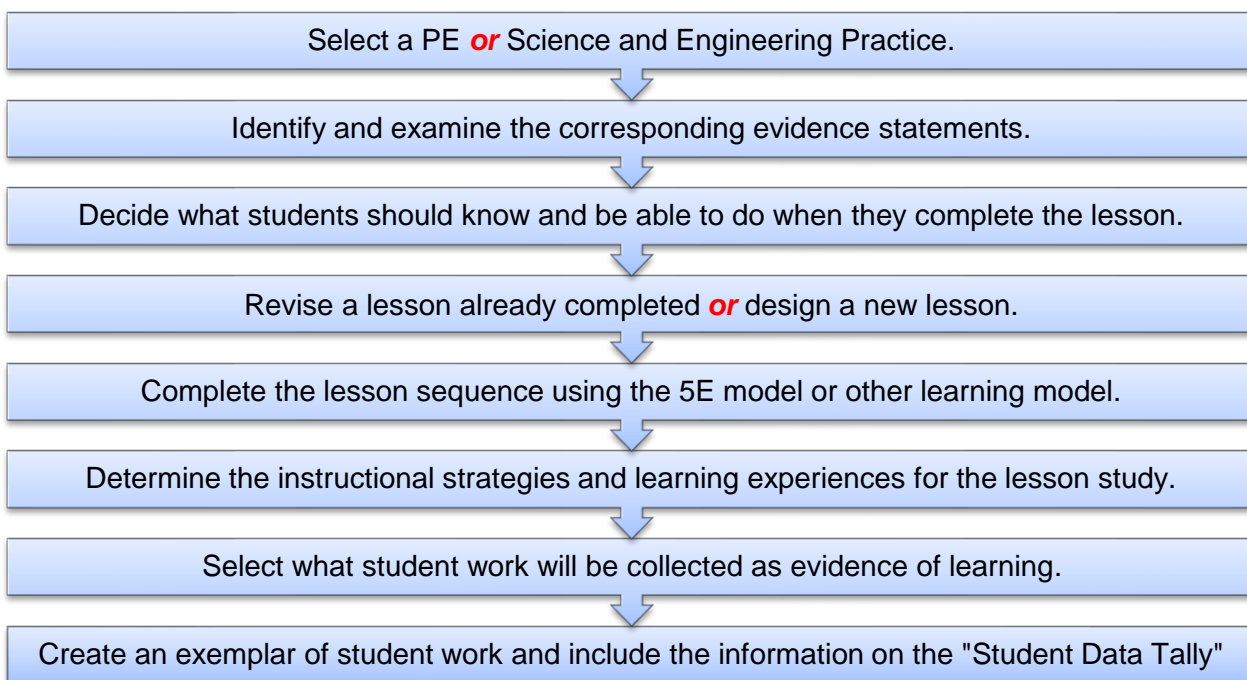 Select a PE or Science and Engineering Practice.
Identify and examine the corresponding evidence statements.
Decide what students should know and be able to do when they complete the lesson.
Revise a lesson already completed or design a new lesson.
Complete the lesson sequence using the 5E model or other learning model.
Determine the instructional strategies and learning experiences for the lesson study.
Select what student work will be collected as evidence of learning.
Create an exemplar of student work and include the information on the "Student Data Tally"